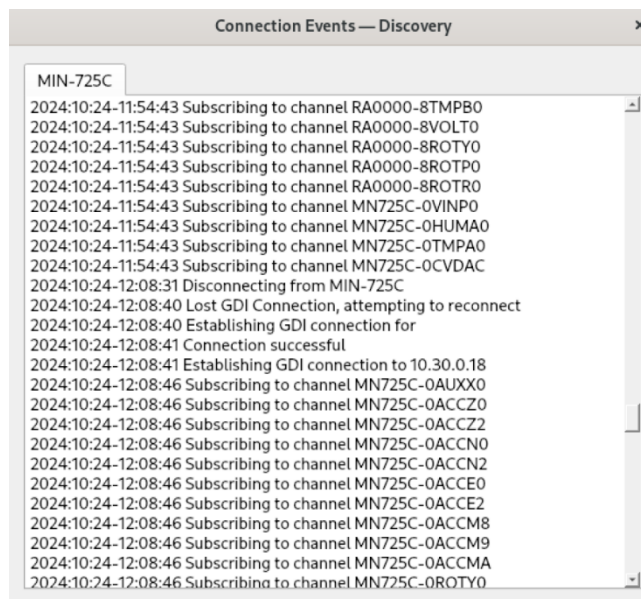 Connection Events — Discovery
MIN-725C
2024:10:24-11:54:43 Subscribing to channel RA0000-8TMPB0
2024:10:24-11:54:43 Subscribing to channel RA0000-8VOLT0
2024:10:24-11:54:43 Subscribing to channel RA0000-8ROTY0
2024:10:24-11:54:43 Subscribing to channel RA0000-8ROTP0
2024:10:24-11:54:43 Subscribing to channel RA0000-8ROTR0
2024:10:24-11:54:43 Subscribing to channel MN725C-0VINP0
2024:10:24-11:54:43 Subscribing to channel MN725C-0HUMA0
2024:10:24-11:54:43 Subscribing to channel MN725C-0TMPA0
2024:10:24-11:54:43 Subscribing to channel MN725C-0CVDAC
2024:10:24-12:08:31 Disconnecting from MIN-725C
2024:10:24-12:08:40 Lost GDI Connection, attempting to reconnect
2024:10:24-12:08:40 Establishing GDI connection for
2024:10:24-12:08:41 Connection successful
2024:10:24-12:08:41 Establishing GDI connection to 10.30.0.18
2024:10:24-12:08:46 Subscribing to channel MN725C-0AUXX0
2024:10:24-12:08:46 Subscribing to channel MN725C-0ACCZ0
2024:10:24-12:08:46 Subscribing to channel MN725C-0ACCZ2
2024:10:24-12:08:46 Subscribing to channel MN725C-0ACCN0
2024:10:24-12:08:46 Subscribing to channel MN725C-0ACCN2
2024:10:24-12:08:46 Subscribing to channel MN725C-0ACCE0
2024:10:24-12:08:46 Subscribing to channel MN725C-0ACCE2
2024:10:24-12:08:46 Subscribing to channel MN725C-0ACCM8
2024:10:24-12:08:46 Subscribing to channel MN725C-0ACCM9
2024:10:24-12:08:46 Subscribing to channel MN725C-0ACCMA
2024:10:24-12:08:46 Subscribing to channel MN725C-0ROTY0